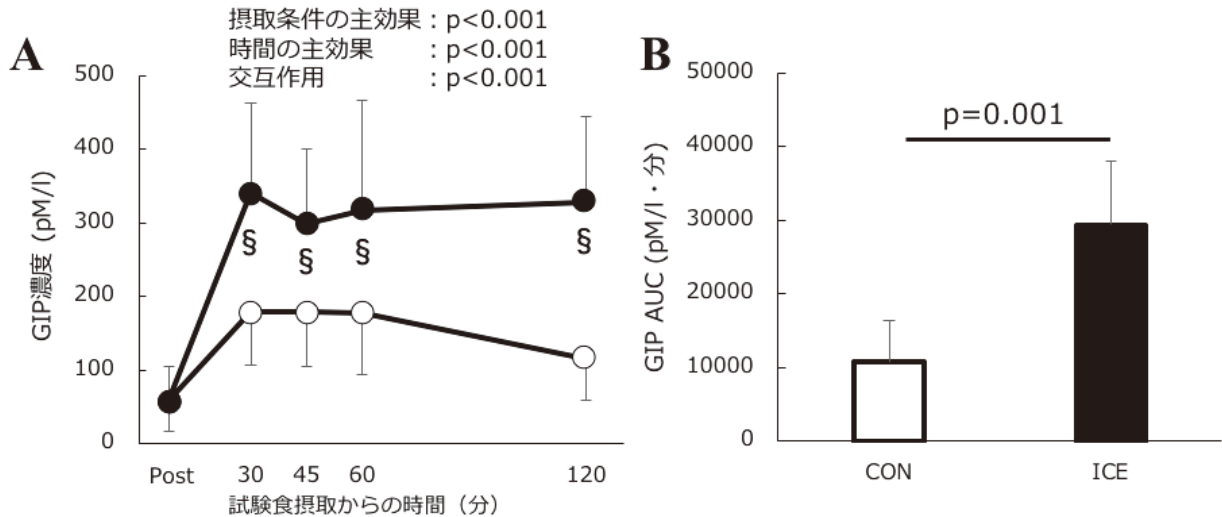 A
摂取条件の主効果：p<0.001
時間の主効果　　：p<0.001
交互作用　　　　：p<0.001
500
400
300
200
100
0
GIP濃度 (pM/l)
§
§
§
§
Post
30
45
60
120
試験食摂取からの時間（分）
B
50000
40000
30000
20000
10000
0
GIP AUC (pM/l・分)
p=0.001
CON
ICE